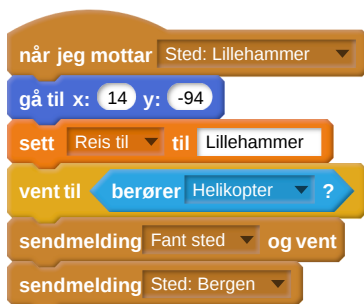 når jeg mottar Sted: Lillehammer
gå til x: 14 y: -94
sett Reis til til Lillehammer
vent til berører Helikopter ?
sendmelding Fant sted og vent
sendmelding Sted: Bergen